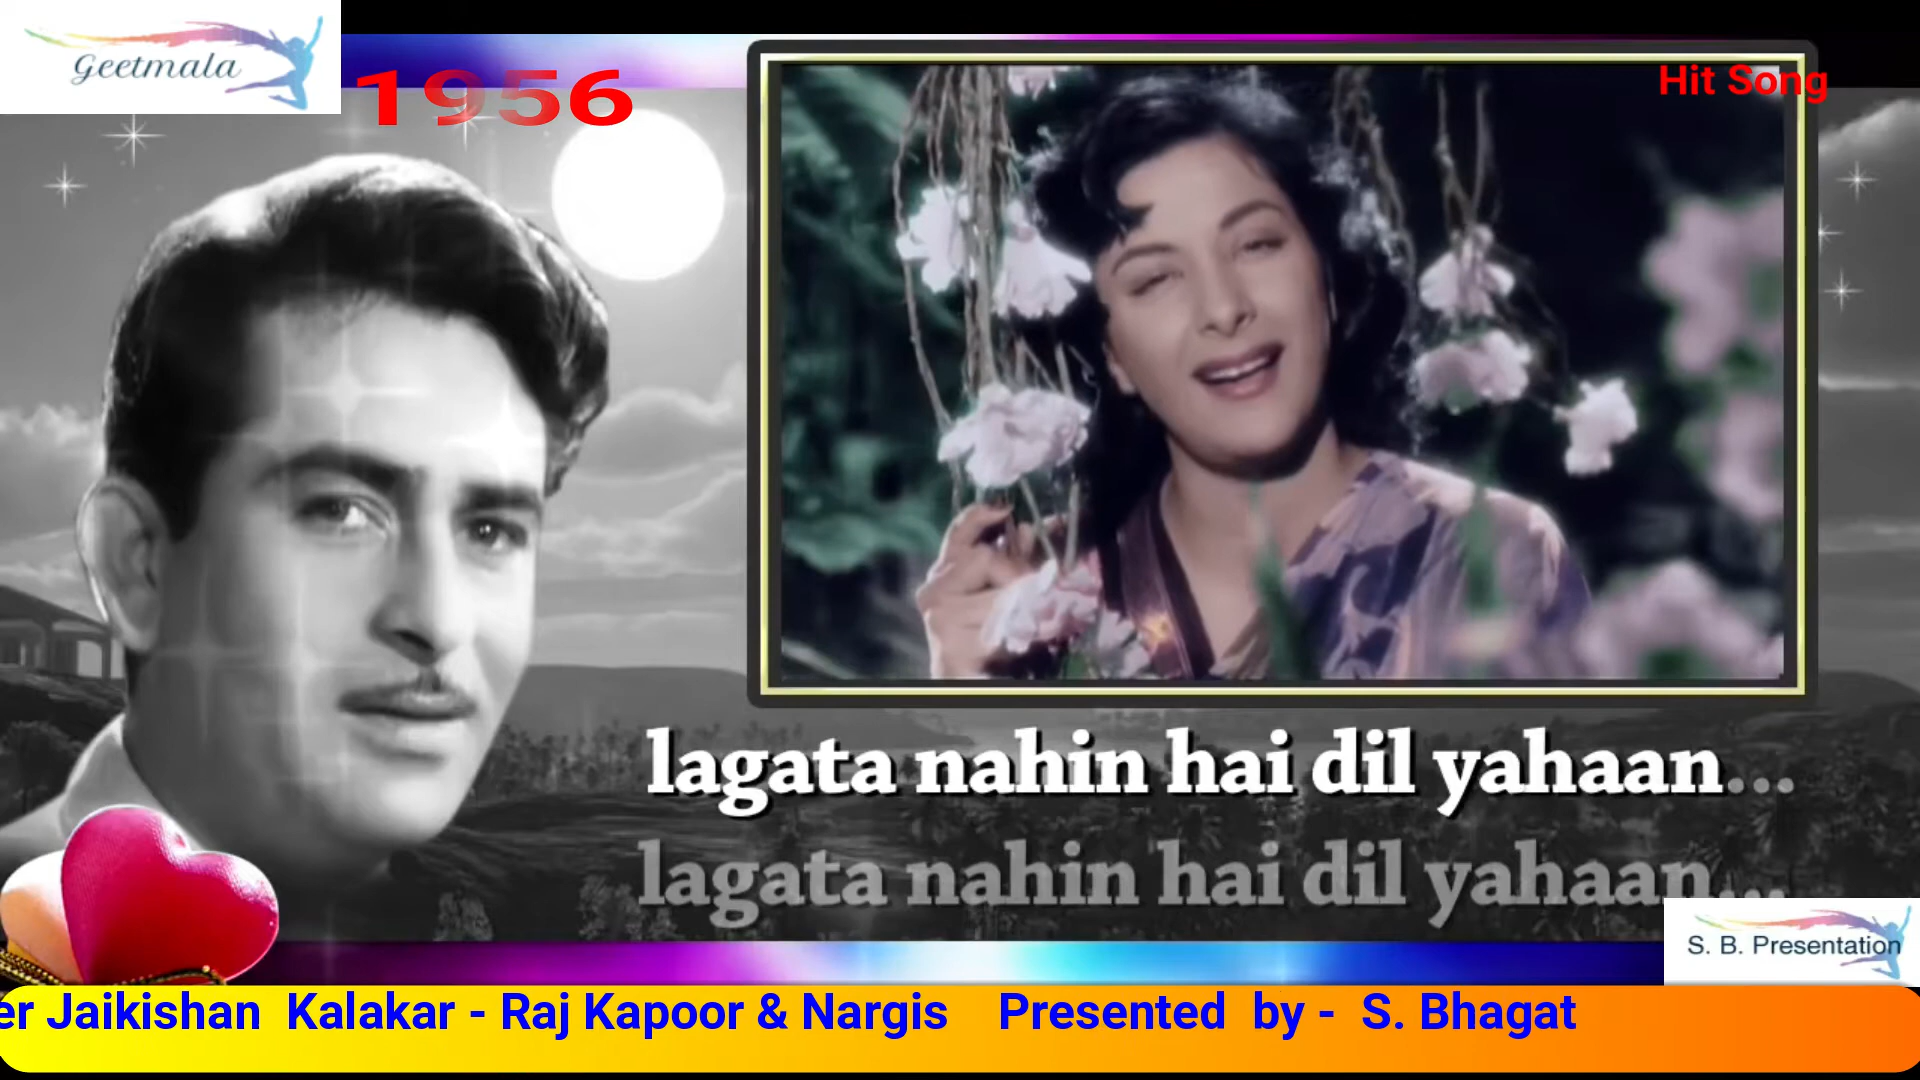 Geetmala
1956
Hit Song
lagata nahin hai dil yahaan...
lagata nahin hai dil yahaan...
S. B. Presentation
er Jaikishan Kalakar - Raj Kapoor & Nargis Presented by - S. Bhagat